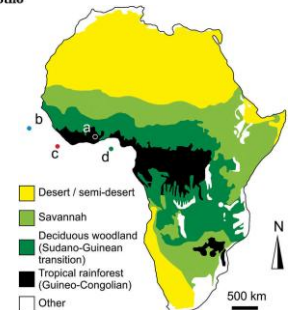 a
b
c
d
Desert / semi-desert
Savannah
Deciduous woodland
(Sudano-Guinean
transition)
Tropical rainforest
(Guineo-Congolian)
Other
N
500 km